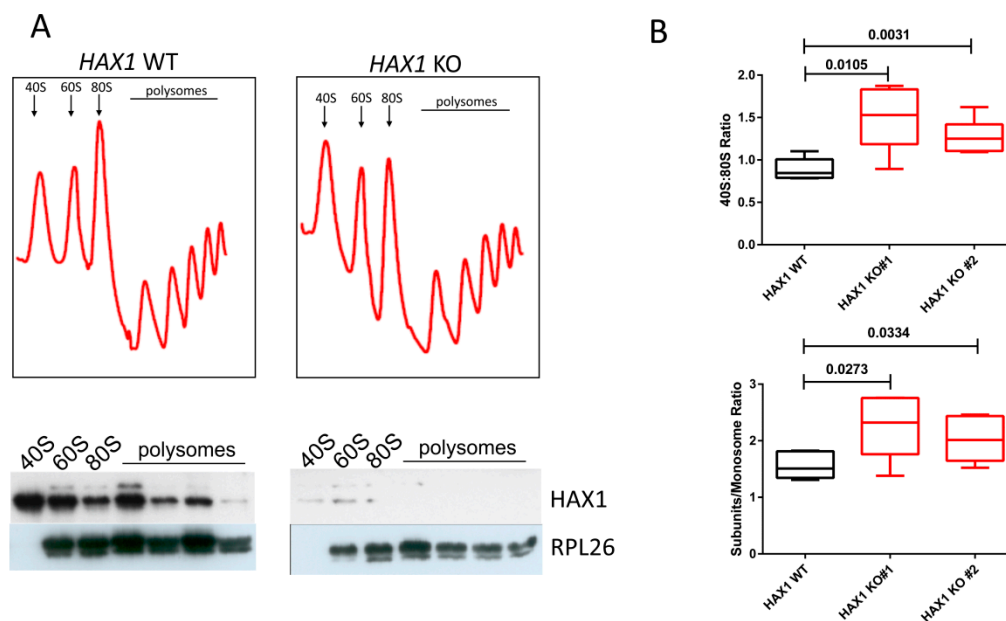 A
HAX1 WT
40S 60S 80S polysomes
HAX1 KO
40S 60S 80S polysomes
40S 60S 80S polysomes
40S 60S 80S polysomes
HAX1
RPL26
B
0.0031
0.0105
2.0
1.5
1.0
0.5
0.0
40S:80S Ratio
HAX1 WT
HAX1 KO#1
HAX1 KO #2
0.0334
0.0273
3
2
1
0
Subunits/Monosome Ratio
HAX1 WT
HAX1 KO#1
HAX1 KO #2